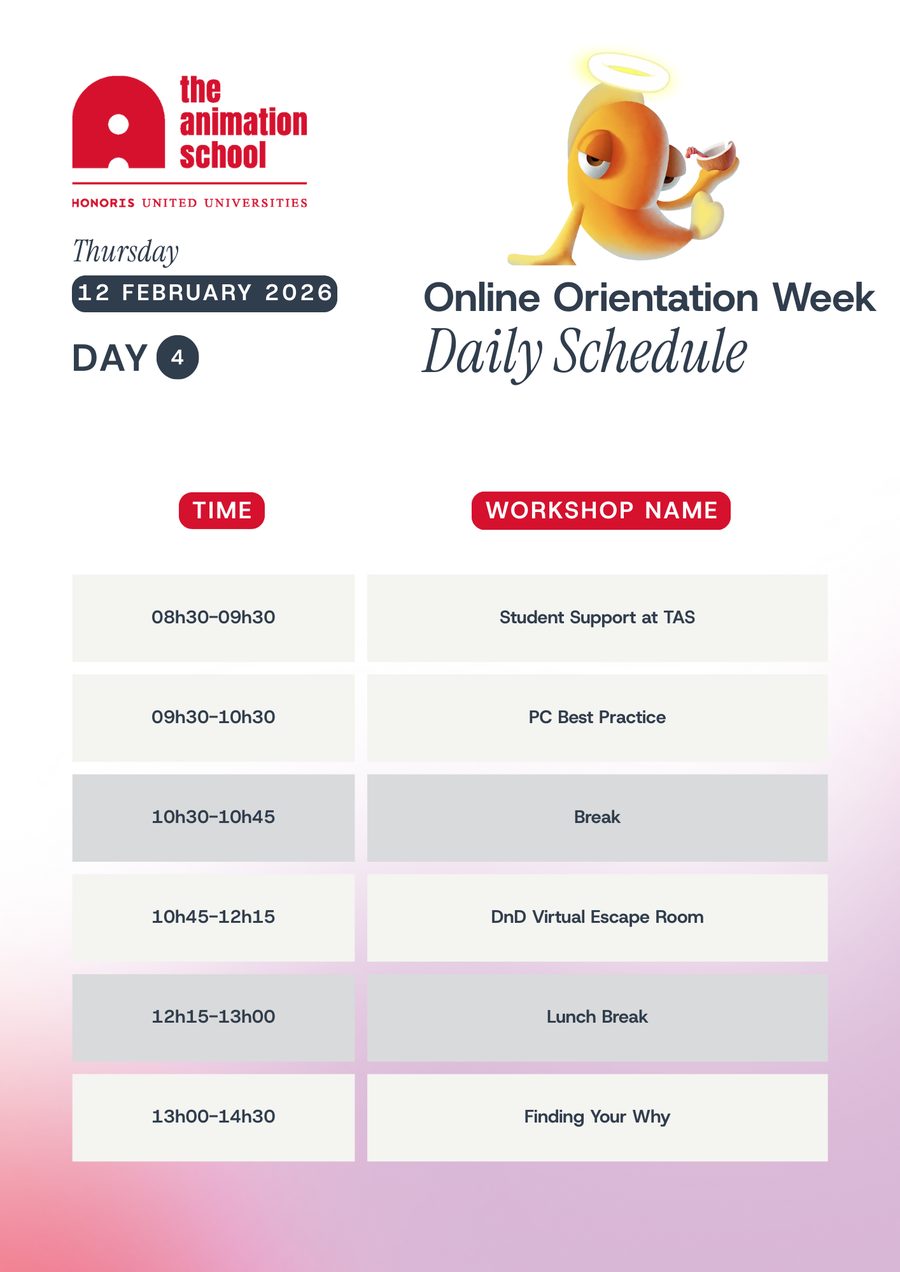 the
animation
school
HONORIS UNITED UNIVERSITIES
Thursday
12 FEBRUARY 2026
DAY 4
Online Orientation Week
Daily Schedule
TIME WORKSHOP NAME
08h30–09h30 Student Support at TAS
09h30–10h30 PC Best Practice
10h30–10h45 Break
10h45–12h15 DnD Virtual Escape Room
12h15–13h00 Lunch Break
13h00–14h30 Finding Your Why